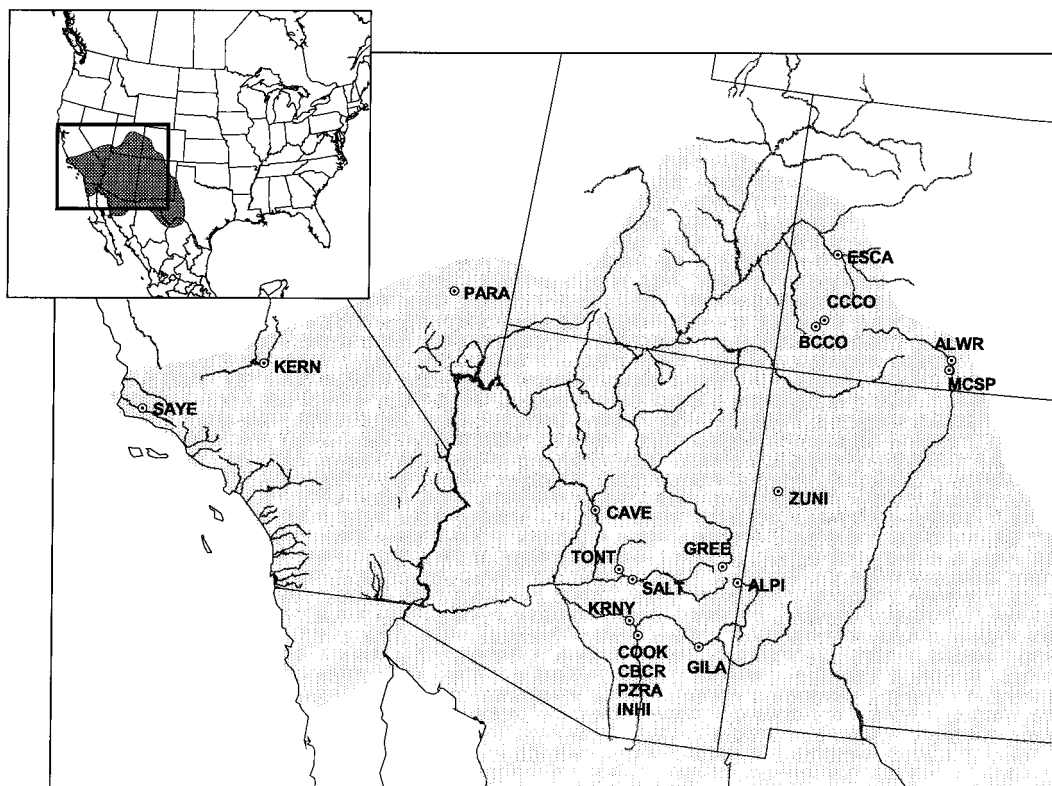 ESCA
PARA
CCCO
BCCO
ALWR
KERN
MCSP
SAYE
ZUNI
CAVE
TONT
GREE
SALT
ALPI
KRNY
COOK
CBCR
PZRA
INHI
GILA